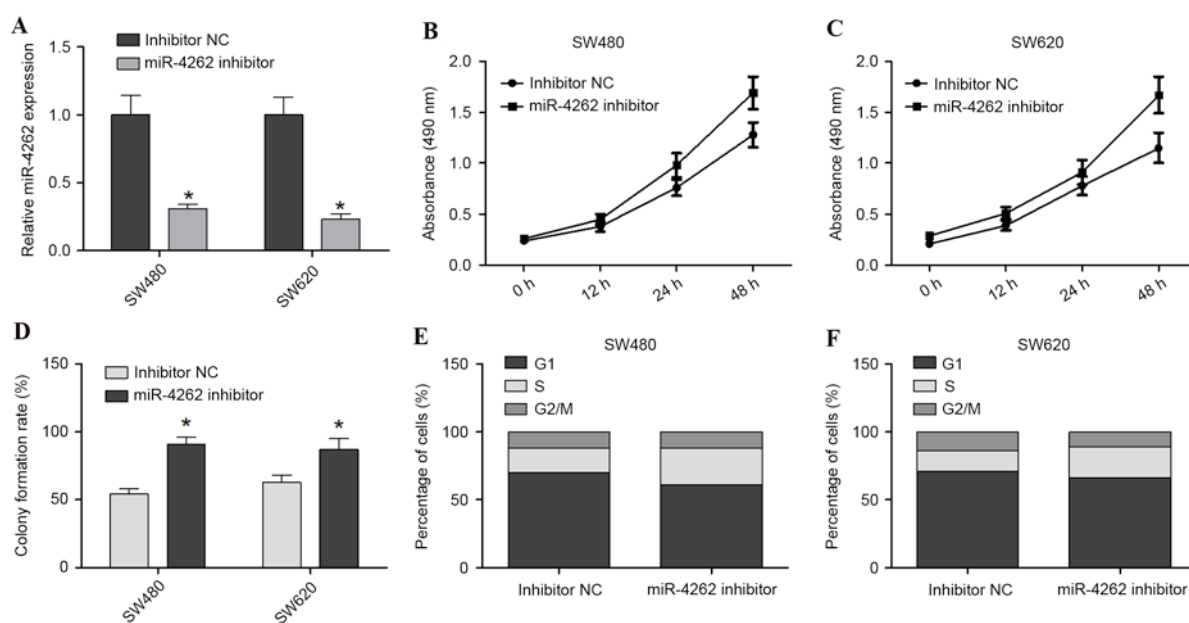 A
Inhibitor NC
miR-4262 inhibitor
Relative miR-4262 expression
1.5
1.0
0.5
0.0
*
*
SW480
SW620
B
SW480
Inhibitor NC
miR-4262 inhibitor
Absorbance (490 nm)
2.0
1.5
1.0
0.5
0.0
0 h
12 h
24 h
48 h
C
SW620
Inhibitor NC
miR-4262 inhibitor
Absorbance (490 nm)
2.0
1.5
1.0
0.5
0.0
0 h
12 h
24 h
48 h
D
Inhibitor NC
miR-4262 inhibitor
Colony formation rate (%)
150
100
50
0
*
*
SW480
SW620
E
SW480
G1
S
G2/M
Percentage of cells (%)
150
100
50
0
Inhibitor NC
miR-4262 inhibitor
F
SW620
G1
S
G2/M
Percentage of cells (%)
150
100
50
0
Inhibitor NC
miR-4262 inhibitor